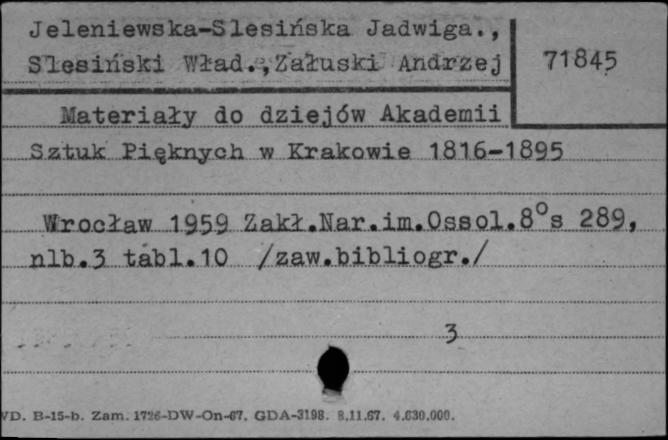 Jeleniewska-Slesińska Jadwiga.,
Slesiński Wład.,Załuski Andrzej
71845
Materiały do dziejów Akademii
Sztuk Pięknych w Krakowie 1816-1895
Wrocław 1959 Zakł.Nar.im.Ossol.8°s 289,
nlb.3 tabl.10 /zaw.bibliogr./
3
VD. B-15-b. Zam. 1726-DW-On-67. GDA-3198. 8.11.67. 4.630.000.